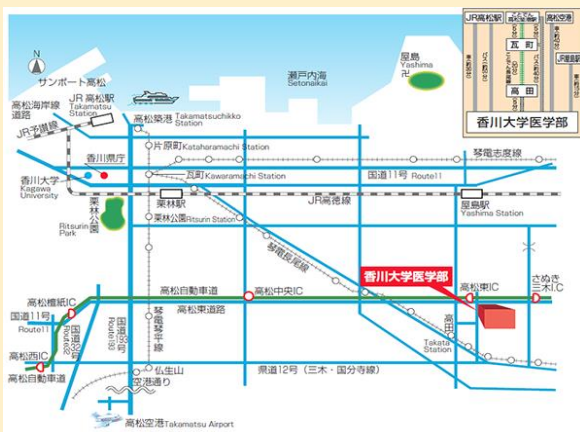 N
サンポート高松
高松海岸線
道路
JR 高松駅
Takamatsu
Station
JR予讃線
高松築港
Takamatsuchikko
Station
瀬戸内海
Setonaikai
屋島
Yashima
卍
片原町 Kataharamachi Station
香川県庁
香川大学
Kagawa
University
瓦町 Kawaramachi Station
琴電志度線
国道11号 Route11
栗林駅
JR高徳線
屋島駅
Yashima Station
Ritsurin
Park
栗林公園
栗林公園 Ritsurin Station
琴電長尾線
香川大学医学部
高松自動車道
高松中央IC
高松東道路
高松東IC
さぬき
三木I.C
高松檀紙IC
国道11号
Route11
国道32号
Route32
国道193号
Route193
琴電琴平線
高田
Takata
Station
高松西IC
高松自動車道
仏生山
空港通り
県道12号(三木・国分寺線)
高松空港 Takamatsu Airport
JR高松駅
高松空港
瓦町
JR屋島駅
高田
香川大学医学部